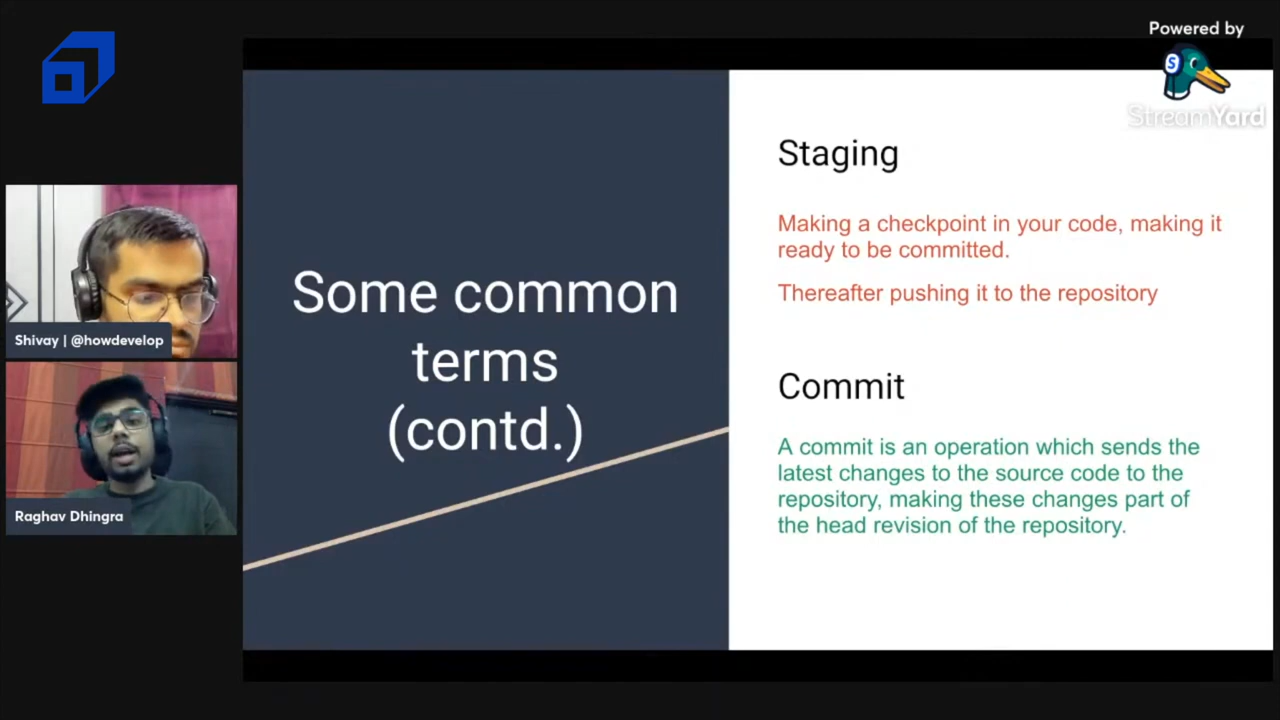 Powered by
S
StreamYard
Some common
terms
(contd.)
Staging
Making a checkpoint in your code, making it
ready to be committed.
Thereafter pushing it to the repository
Commit
A commit is an operation which sends the
latest changes to the source code to the
repository, making these changes part of
the head revision of the repository.
Shivay | @howdevelop
Raghav Dhingra